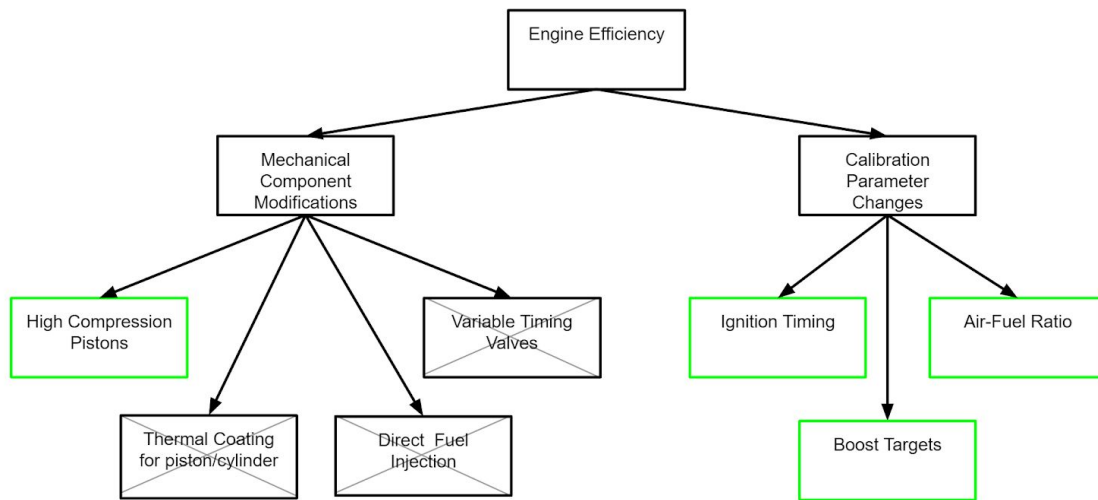 Engine Efficiency
Mechanical
Component
Modifications
Calibration
Parameter
Changes
High Compression
Pistons
Variable Timing
Valves
Ignition Timing
Air-Fuel Ratio
Thermal Coating
for piston/cylinder
Direct  Fuel
Injection
Boost Targets